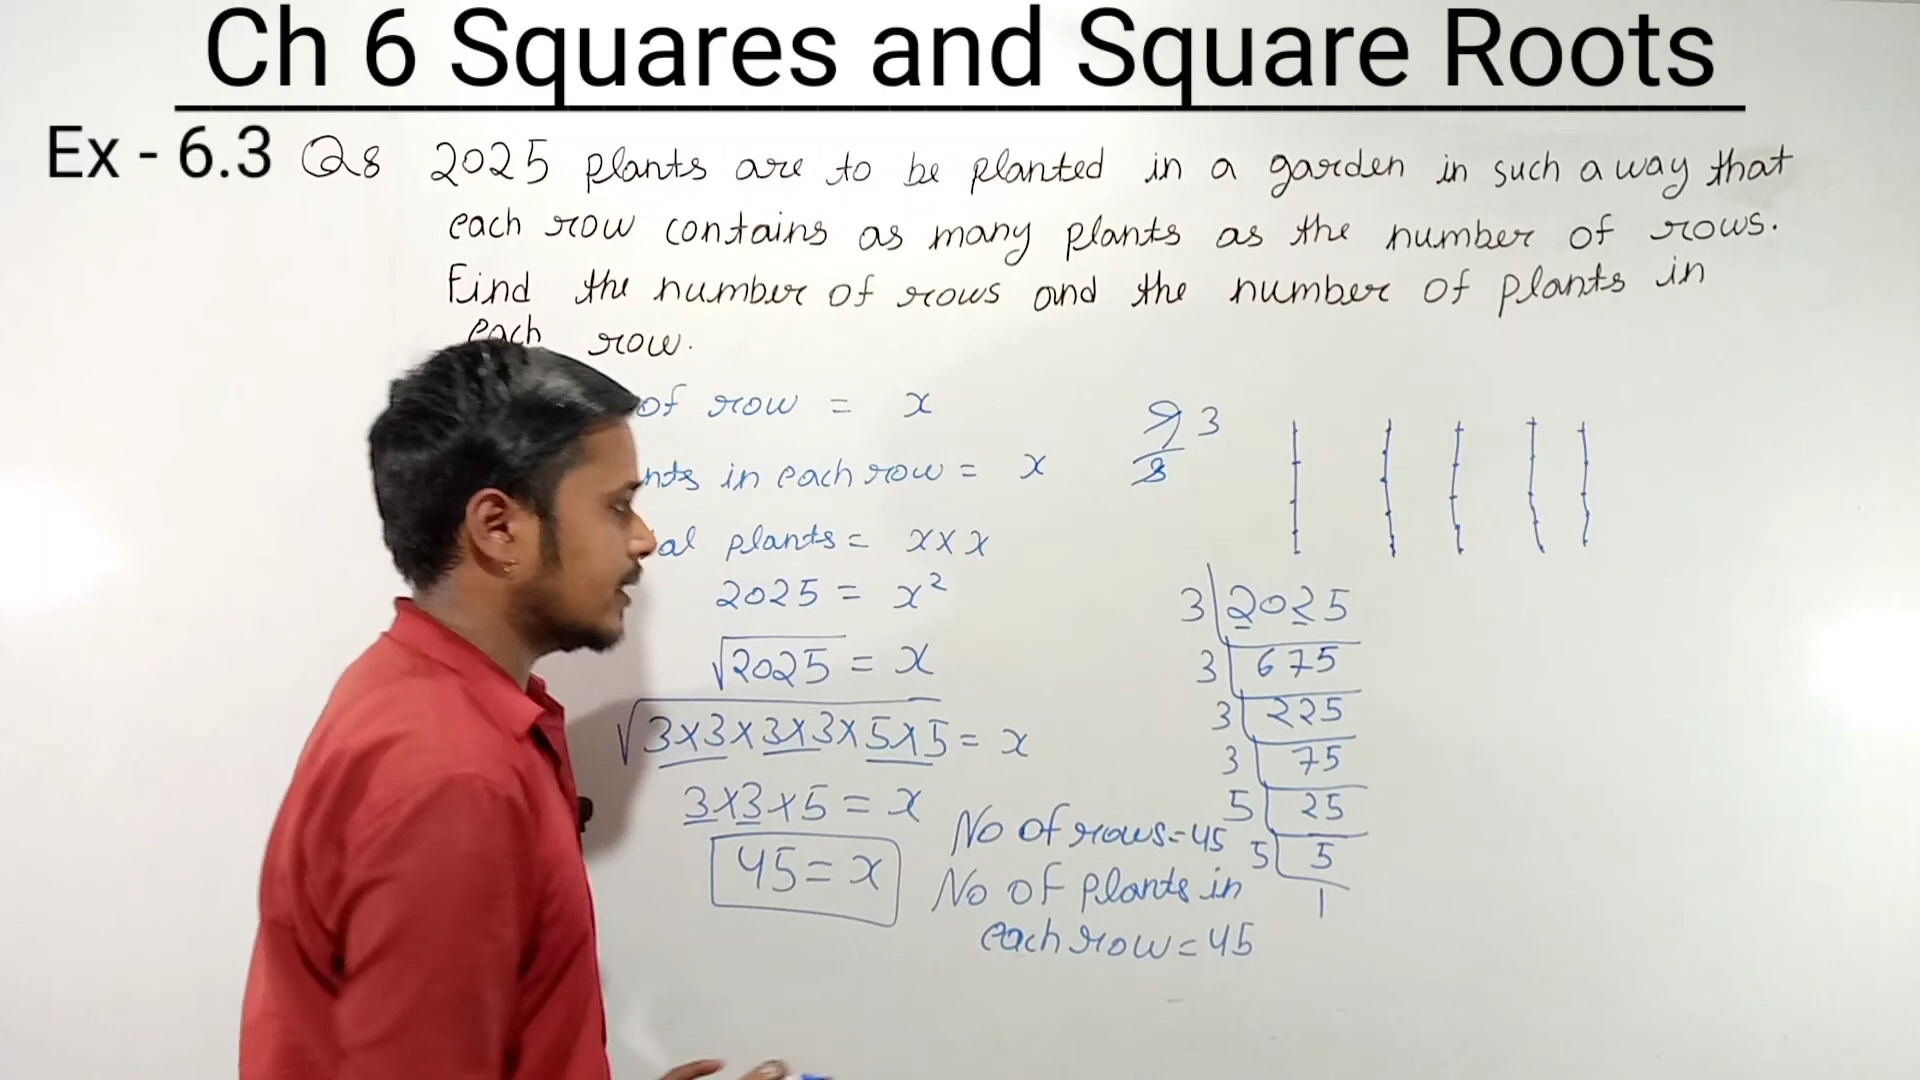 Ch 6 Squares and Square Roots
Ex - 6.3 Q8 2025 plants are to be planted in a garden in such a way that
each row contains as many plants as the number of rows.
Find the number of rows and the number of plants in
each row.
of row = x
nts in each row = x
al plants = x×x
2025 = x²
√2025 = x
√3×3×3×3×5×5 = x
3×3×5 = x
45 = x
No of rows = 45
No of plants in
each row = 45
3
3 2025
3 675
3 225
3 75
5 25
5 5
1